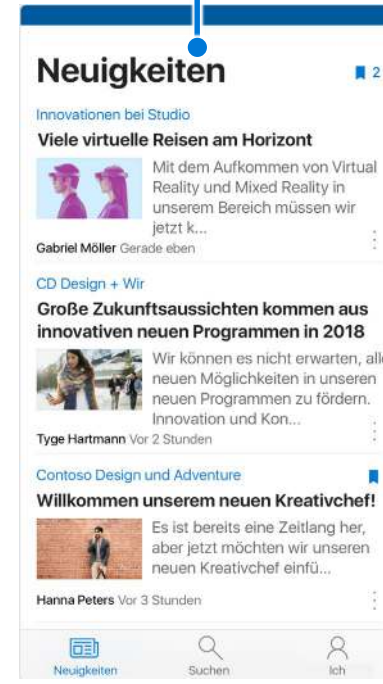 Neuigkeiten
2
Innovationen bei Studio
Viele virtuelle Reisen am Horizont
Mit dem Aufkommen von Virtual
Reality und Mixed Reality in
unserem Bereich müssen wir
jetzt k...
Gabriel Möller Gerade eben
CD Design + Wir
Große Zukunftsaussichten kommen aus
innovativen neuen Programmen in 2018
Wir können es nicht erwarten, alle
neuen Möglichkeiten in unseren
neuen Programmen zu fördern.
Innovation und Kon...
Tyge Hartmann Vor 2 Stunden
Contoso Design und Adventure
Willkommen unserem neuen Kreativchef!
Es ist bereits eine Zeitlang her,
aber jetzt möchten wir unseren
neuen Kreativchef einfü...
Hanna Peters Vor 3 Stunden
Neuigkeiten
Suchen
Ich